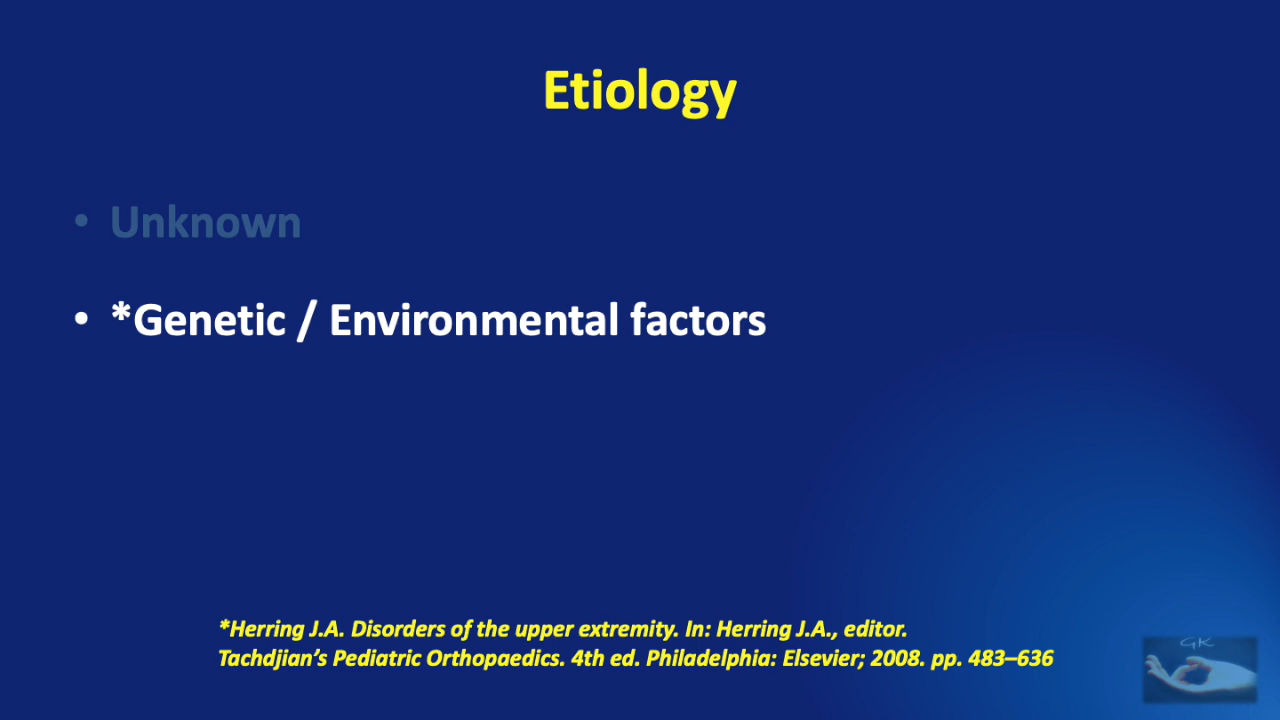 Etiology
• Unknown
• *Genetic / Environmental factors
*Herring J.A. Disorders of the upper extremity. In: Herring J.A., editor.
Tachdjian’s Pediatric Orthopaedics. 4th ed. Philadelphia: Elsevier; 2008. pp. 483–636
GK